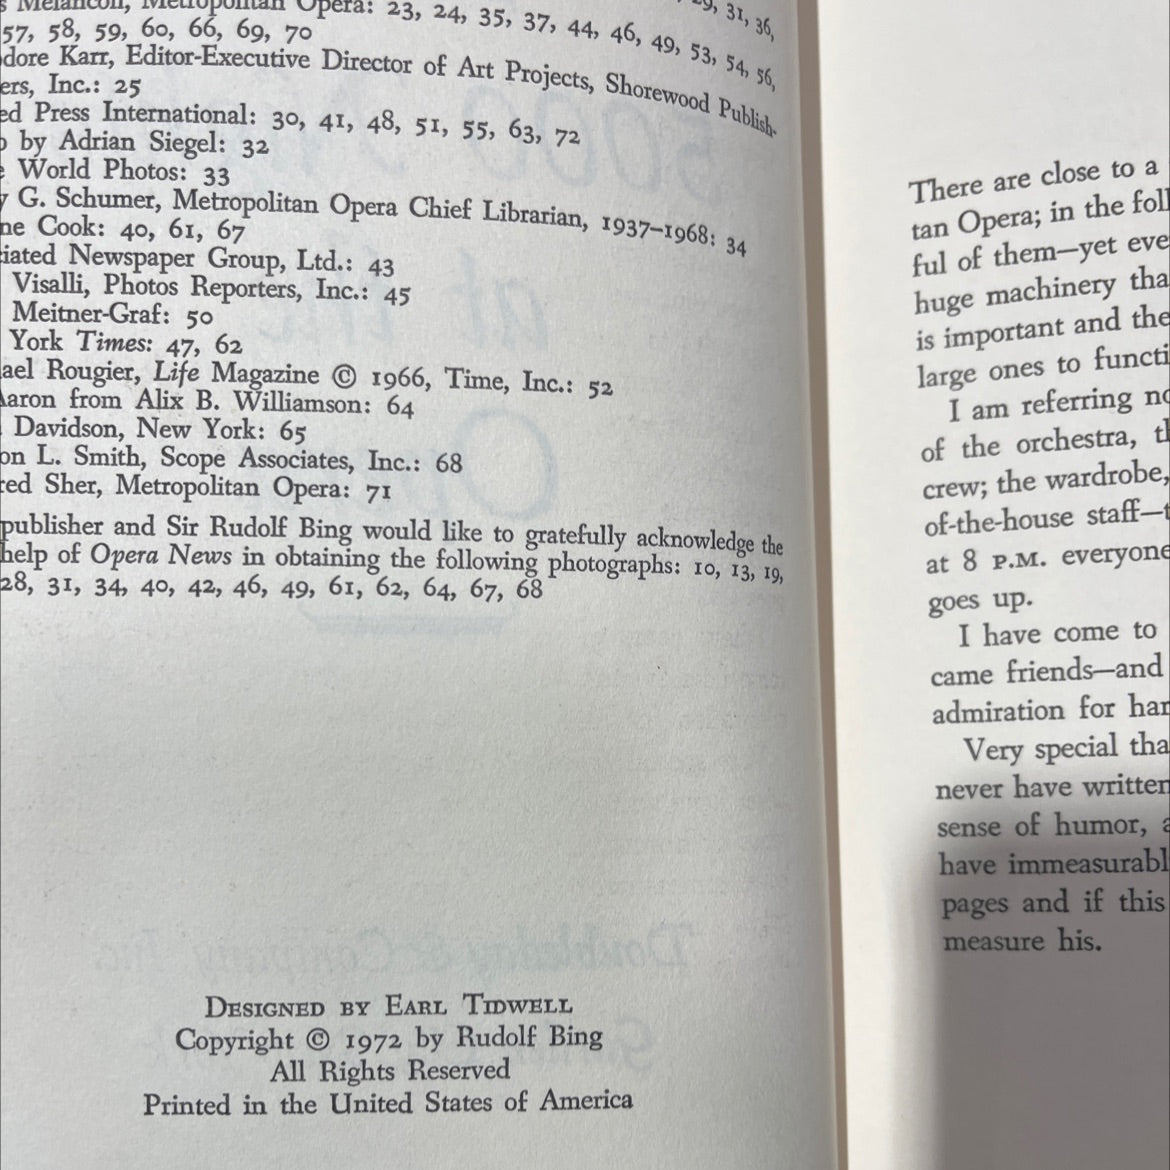 Melancon, Metropolitan Opera: 23, 24, 35, 37, 44, 46, 49, 53, 54, 56,
29, 31, 36,
57, 58, 59, 60, 66, 69, 70
dore Karr, Editor-Executive Director of Art Projects, Shorewood Publish-
ers, Inc.: 25
ed Press International: 30, 41, 48, 51, 55, 63, 72
by Adrian Siegel: 32
World Photos: 33
G. Schumer, Metropolitan Opera Chief Librarian, 1937–1968: 34
ne Cook: 40, 61, 67
iated Newspaper Group, Ltd.: 43
Visalli, Photos Reporters, Inc.: 45
Meitner-Graf: 50
York Times: 47, 62
ael Rougier, Life Magazine © 1966, Time, Inc.: 52
Aaron from Alix B. Williamson: 64
Davidson, New York: 65
on L. Smith, Scope Associates, Inc.: 68
red Sher, Metropolitan Opera: 71
publisher and Sir Rudolf Bing would like to gratefully acknowledge the
help of Opera News in obtaining the following photographs: 10, 13, 19,
28, 31, 34, 40, 42, 46, 49, 61, 62, 64, 67, 68
Designed by Earl Tidwell
Copyright © 1972 by Rudolf Bing
All Rights Reserved
Printed in the United States of America
There are close to a
tan Opera; in the foll
ful of them—yet eve
huge machinery tha
is important and the
large ones to functi
I am referring no
of the orchestra, th
crew; the wardrobe,
of-the-house staff—t
at 8 P.M. everyone
goes up.
I have come to
came friends—and
admiration for har
Very special tha
never have written
sense of humor, a
have immeasurabl
pages and if this
measure his.